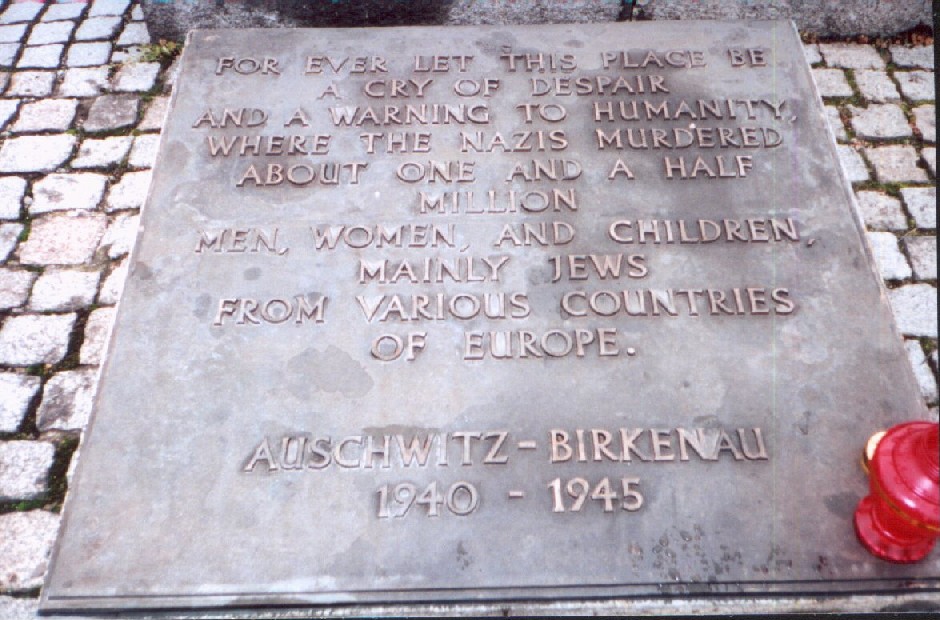 FOR EVER LET THIS PLACE BE
A CRY OF DESPAIR
AND A WARNING TO HUMANITY,
WHERE THE NAZIS MURDERED
ABOUT ONE AND A HALF
MILLION
MEN, WOMEN, AND CHILDREN,
MAINLY JEWS
FROM VARIOUS COUNTRIES
OF EUROPE.
AUSCHWITZ - BIRKENAU
1940 - 1945